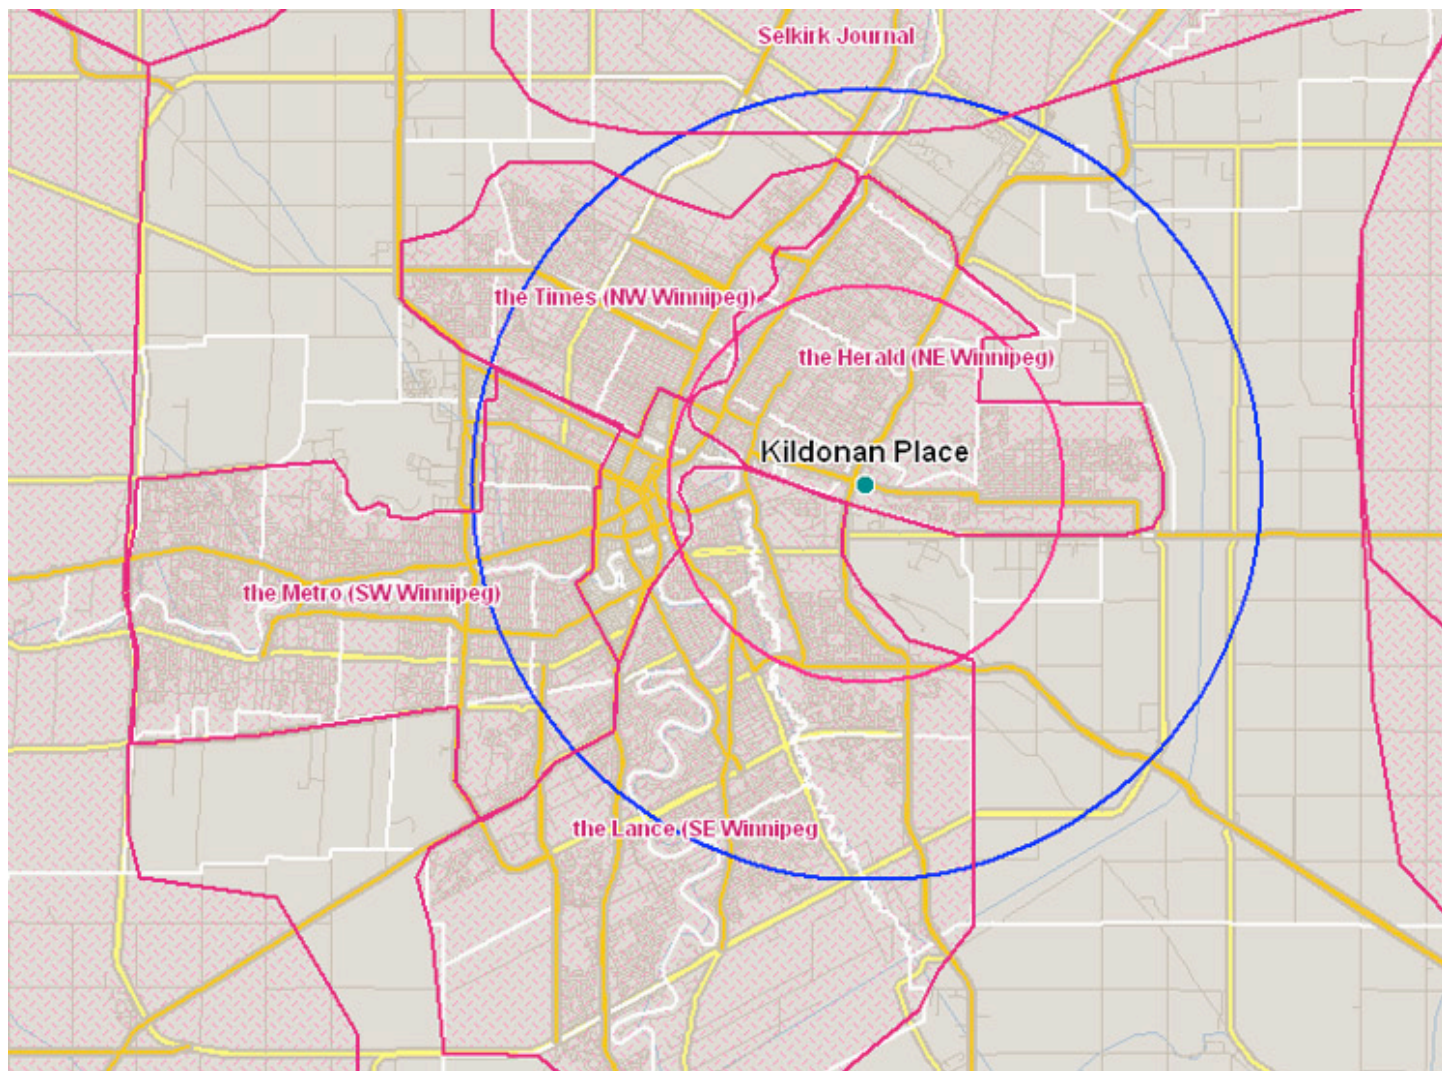 Selkirk Journal
the Times (NW Winnipeg)
the Herald (NE Winnipeg)
Kildonan Place
the Metro (SW Winnipeg)
the Lance (SE Winnipeg